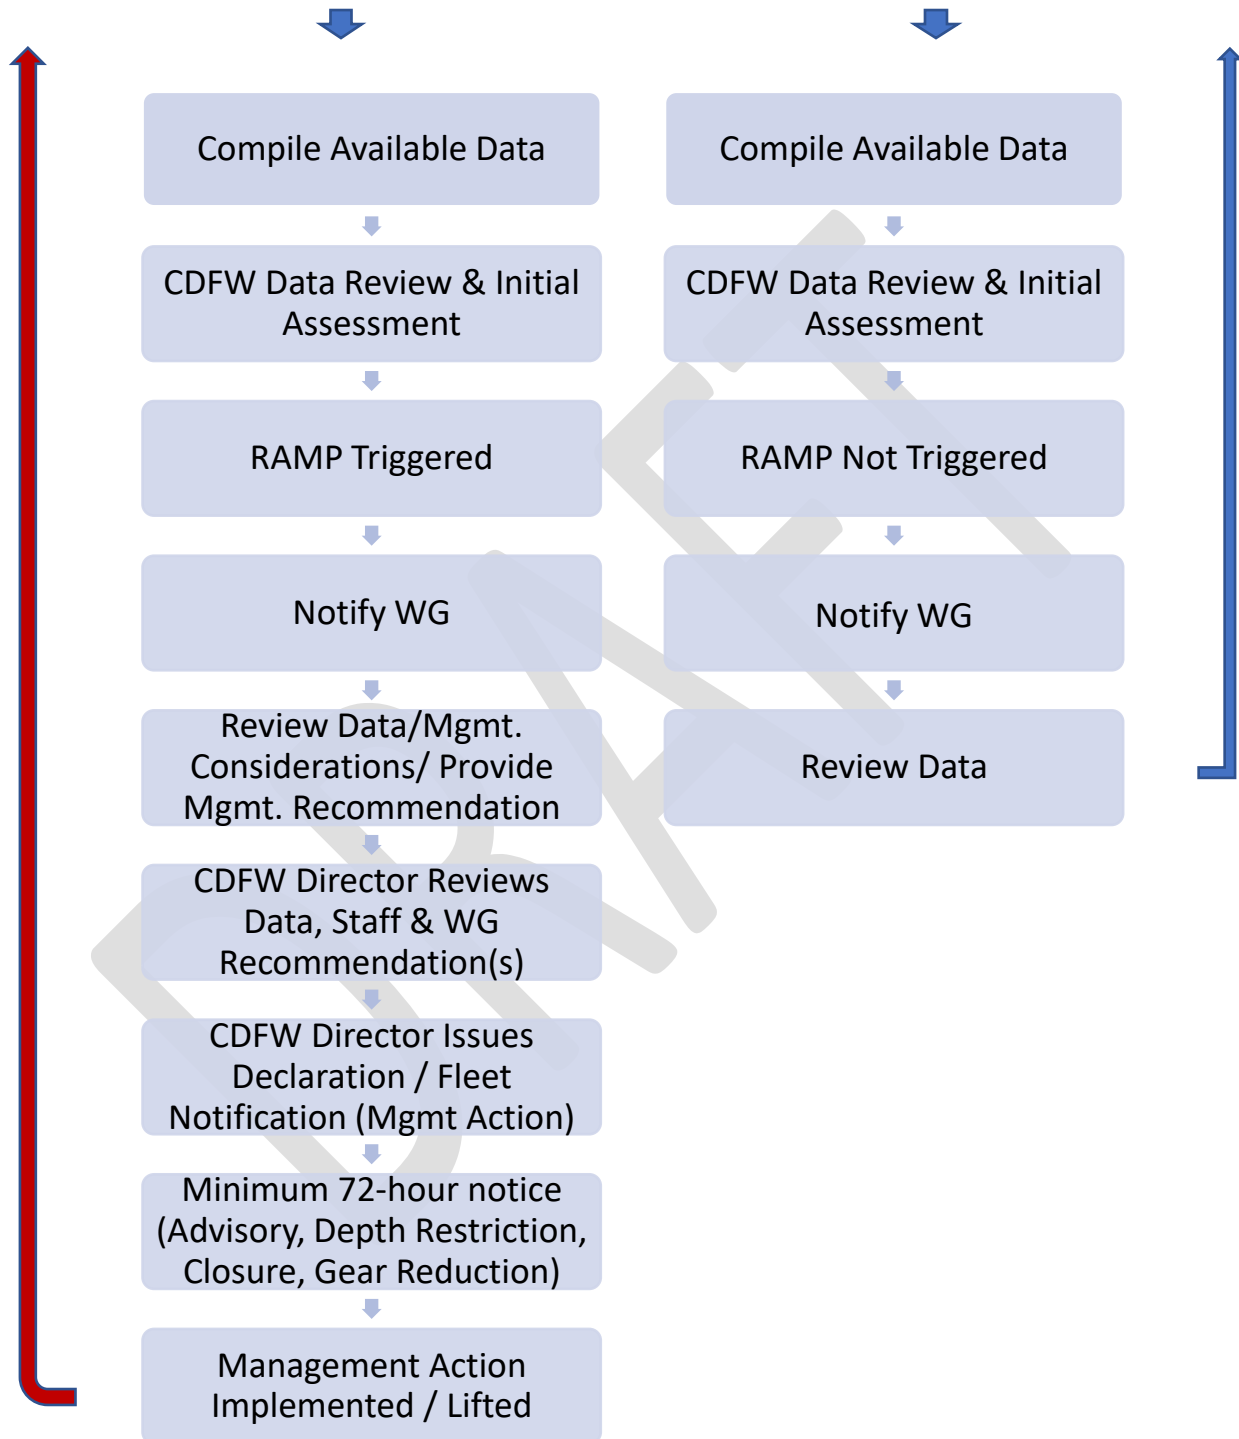 Compile Available Data
CDFW Data Review & Initial
Assessment
RAMP Triggered
Notify WG
Review Data/Mgmt.
Considerations/ Provide
Mgmt. Recommendation
CDFW Director Reviews
Data, Staff & WG
Recommendation(s)
CDFW Director Issues
Declaration / Fleet
Notification (Mgmt Action)
Minimum 72-hour notice
(Advisory, Depth Restriction,
Closure, Gear Reduction)
Management Action
Implemented / Lifted
Compile Available Data
CDFW Data Review & Initial
Assessment
RAMP Not Triggered
Notify WG
Review Data
DRAFT